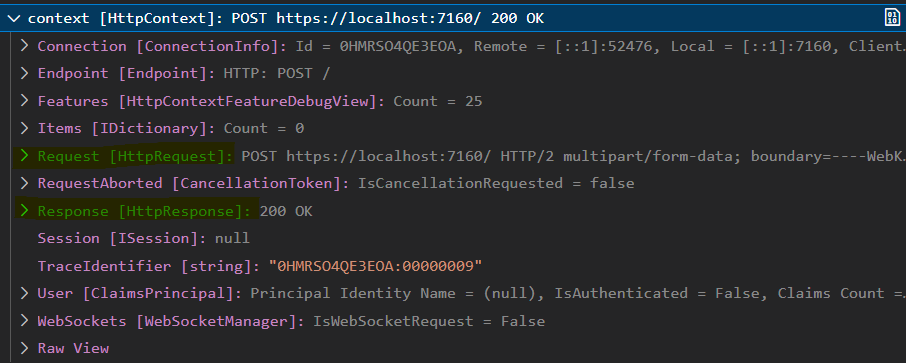 context [HttpContext]: POST https://localhost:7160/ 200 OK
Connection [ConnectionInfo]: Id = 0HMRSO4QE3EOA, Remote = [::1]:52476, Local = [::1]:7160, Client…
Endpoint [Endpoint]: HTTP: POST /
Features [HttpContextFeatureDebugView]: Count = 25
Items [IDictionary]: Count = 0
Request [HttpRequest]: POST https://localhost:7160/ HTTP/2 multipart/form-data; boundary=----WebK…
RequestAborted [CancellationToken]: IsCancellationRequested = false
Response [HttpResponse]: 200 OK
Session [ISession]: null
TraceIdentifier [string]: "0HMRSO4QE3EOA:00000009"
User [ClaimsPrincipal]: Principal Identity Name = (null), IsAuthenticated = False, Claims Count =…
WebSockets [WebSocketManager]: IsWebSocketRequest = False
Raw View